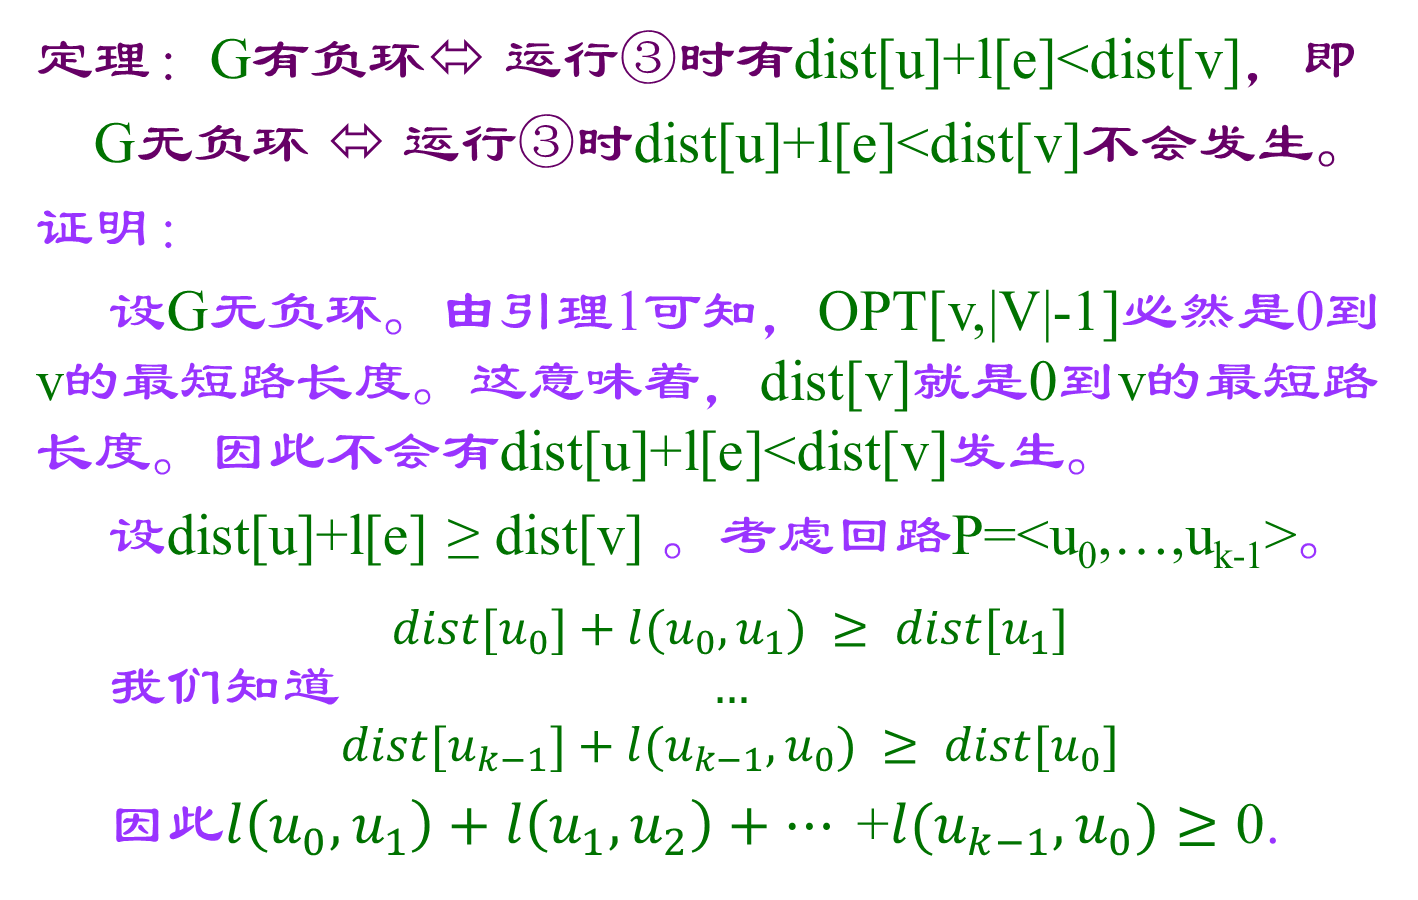 定理：G有负环⇔ 运行③时有dist[u]+l[e]<dist[v]，即
G无负环 ⇔ 运行③时dist[u]+l[e]<dist[v]不会发生。
证明：
设G无负环。由引理1可知，OPT[v,|V|-1]必然是0到
v的最短路长度。这意味着，dist[v]就是0到v的最短路
长度。因此不会有dist[u]+l[e]<dist[v]发生。
设dist[u]+l[e] ≥ dist[v] 。考虑回路P=<u₀,…,uₖ₋₁>。
dist[u₀] + l(u₀, u₁) ≥ dist[u₁]
我们知道 …
dist[uₖ₋₁] + l(uₖ₋₁, u₀) ≥ dist[u₀]
因此l(u₀, u₁) + l(u₁, u₂) + ⋯ +l(uₖ₋₁, u₀) ≥ 0.